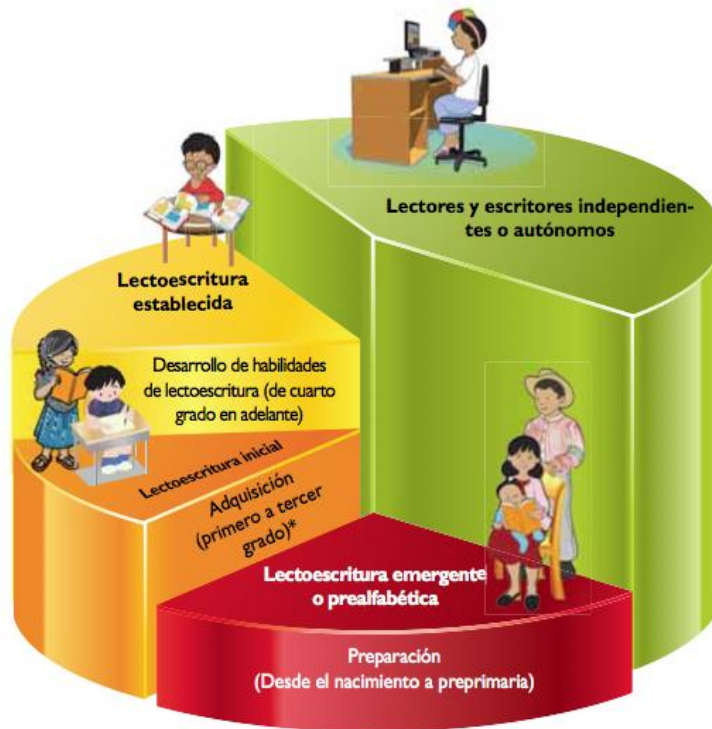 Lectores y escritores independien-
tes o autónomos
Lectoescritura
establecida
Desarrollo de habilidades
de lectoescritura (de cuarto
grado en adelante)
Lectoescritura inicial
Adquisición
(primero a tercer
grado)*
Lectoescritura emergente
o prealfabética
Preparación
(Desde el nacimiento a preprimaria)